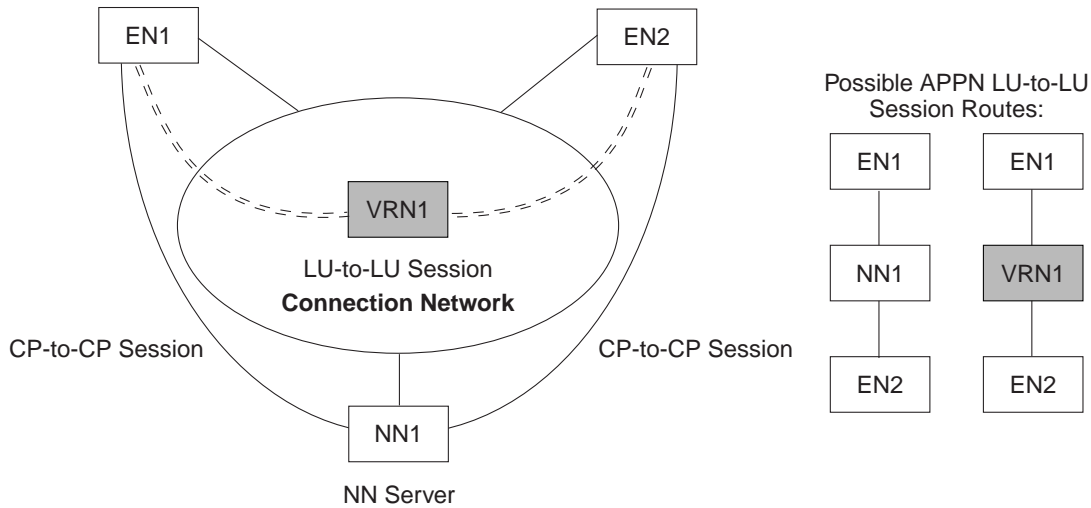 EN1
EN2
VRN1
LU-to-LU Session
Connection Network
CP-to-CP Session
CP-to-CP Session
NN1
NN Server
Possible APPN LU-to-LU
Session Routes:
EN1
EN1
NN1
VRN1
EN2
EN2